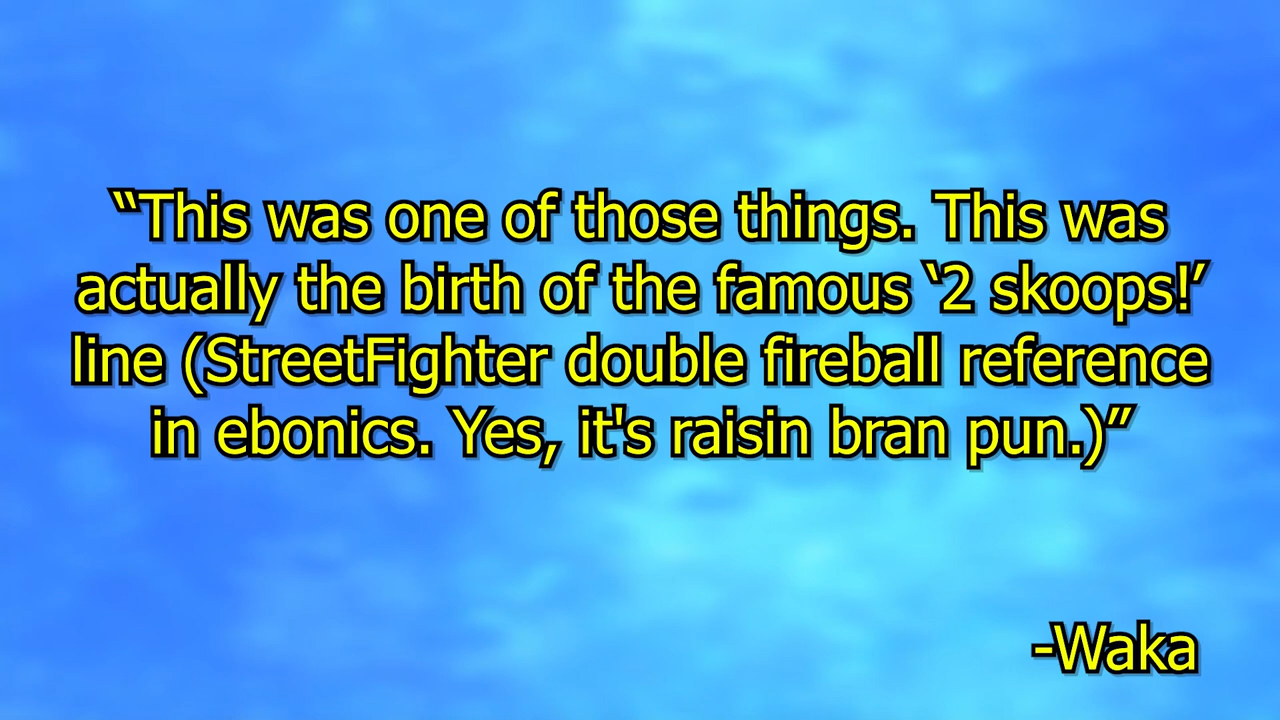 “This was one of those things. This was
actually the birth of the famous ‘2 skoops!’
line (StreetFighter double fireball reference
in ebonics. Yes, it's raisin bran pun.)”
-Waka